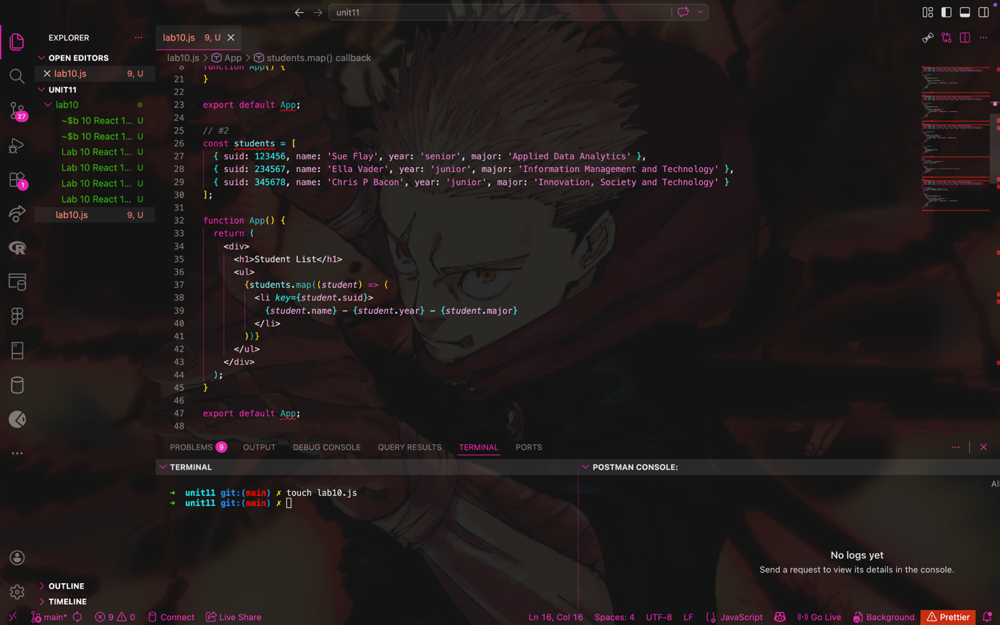 unit11
EXPLORER
OPEN EDITORS
lab10.js 9, U
UNIT11
lab10
~$b 10 React 1... U
~$b 10 React 1... U
Lab 10 React 1... U
Lab 10 React 1... U
Lab 10 React 1... U
Lab 10 React 1... U
lab10.js 9, U
27
1
OUTLINE
TIMELINE
lab10.js 9, U
lab10.js > App > students.map() callback
8 function App() {
21 }
22
23 export default App;
24
25 // #2
26 const students = [
27 { suid: 123456, name: 'Sue Flay', year: 'senior', major: 'Applied Data Analytics' },
28 { suid: 234567, name: 'Ella Vader', year: 'junior', major: 'Information Management and Technology' },
29 { suid: 345678, name: 'Chris P Bacon', year: 'junior', major: 'Innovation, Society and Technology' }
30 ];
31
32 function App() {
33 return (
34 <div>
35 <h1>Student List</h1>
36 <ul>
37 {students.map((student) => (
38 <li key={student.suid}>
39 {student.name} – {student.year} – {student.major}
40 </li>
41 ))}
42 </ul>
43 </div>
44 );
45 }
46
47 export default App;
48
PROBLEMS 9 OUTPUT DEBUG CONSOLE QUERY RESULTS TERMINAL PORTS
TERMINAL
→ unit11 git:(main) ✗ touch lab10.js
→ unit11 git:(main) ✗
POSTMAN CONSOLE:
All
No logs yet
Send a request to view its details in the console.
main* 9 0 Connect Live Share Ln 16, Col 16 Spaces: 4 UTF-8 LF {} JavaScript Go Live Background Prettier